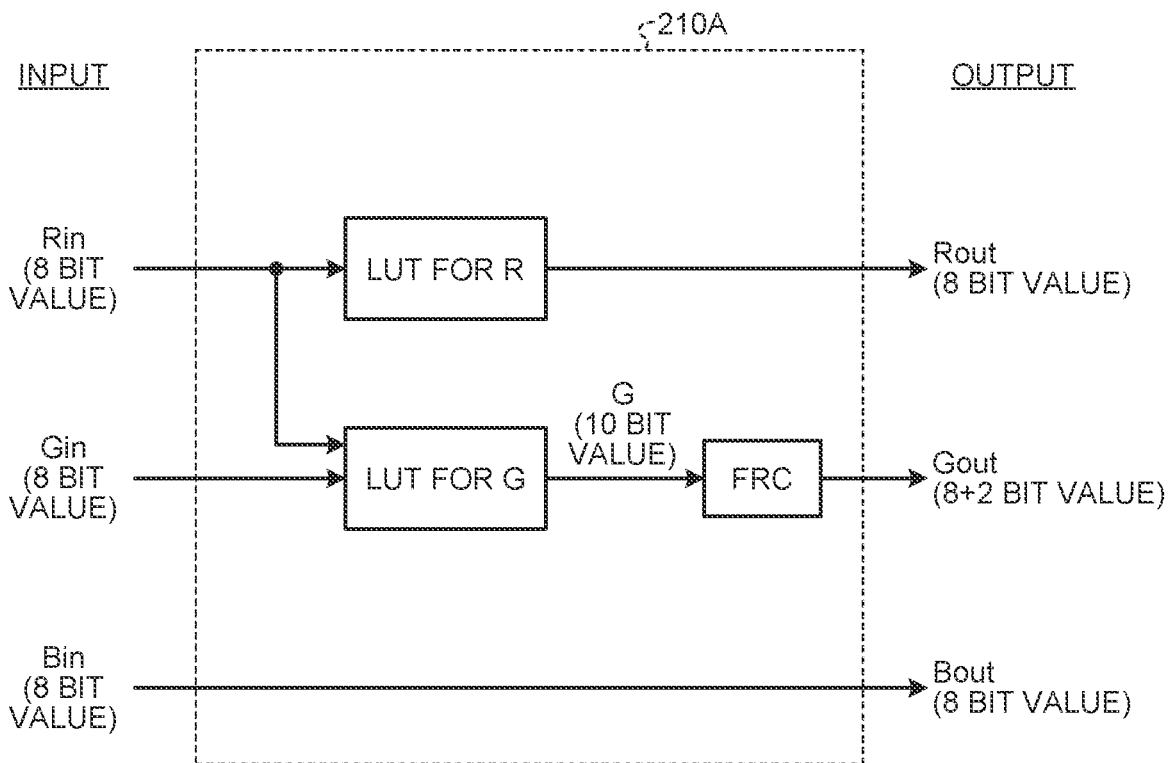 210A
INPUT
OUTPUT
Rin
(8 BIT
VALUE)
LUT FOR R
Rout
(8 BIT VALUE)
Gin
(8 BIT
VALUE)
LUT FOR G
G
(10 BIT
VALUE)
FRC
Gout
(8+2 BIT VALUE)
Bin
(8 BIT
VALUE)
Bout
(8 BIT VALUE)